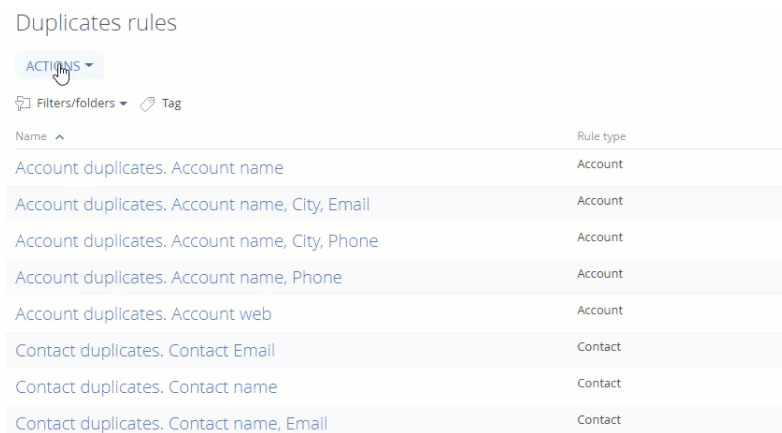 Duplicates rules
ACTIONS
Filters/folders Tag
Name Rule type
Account duplicates. Account name Account
Account duplicates. Account name, City, Email Account
Account duplicates. Account name, City, Phone Account
Account duplicates. Account name, Phone Account
Account duplicates. Account web Account
Contact duplicates. Contact Email Contact
Contact duplicates. Contact name Contact
Contact duplicates. Contact name, Email Contact